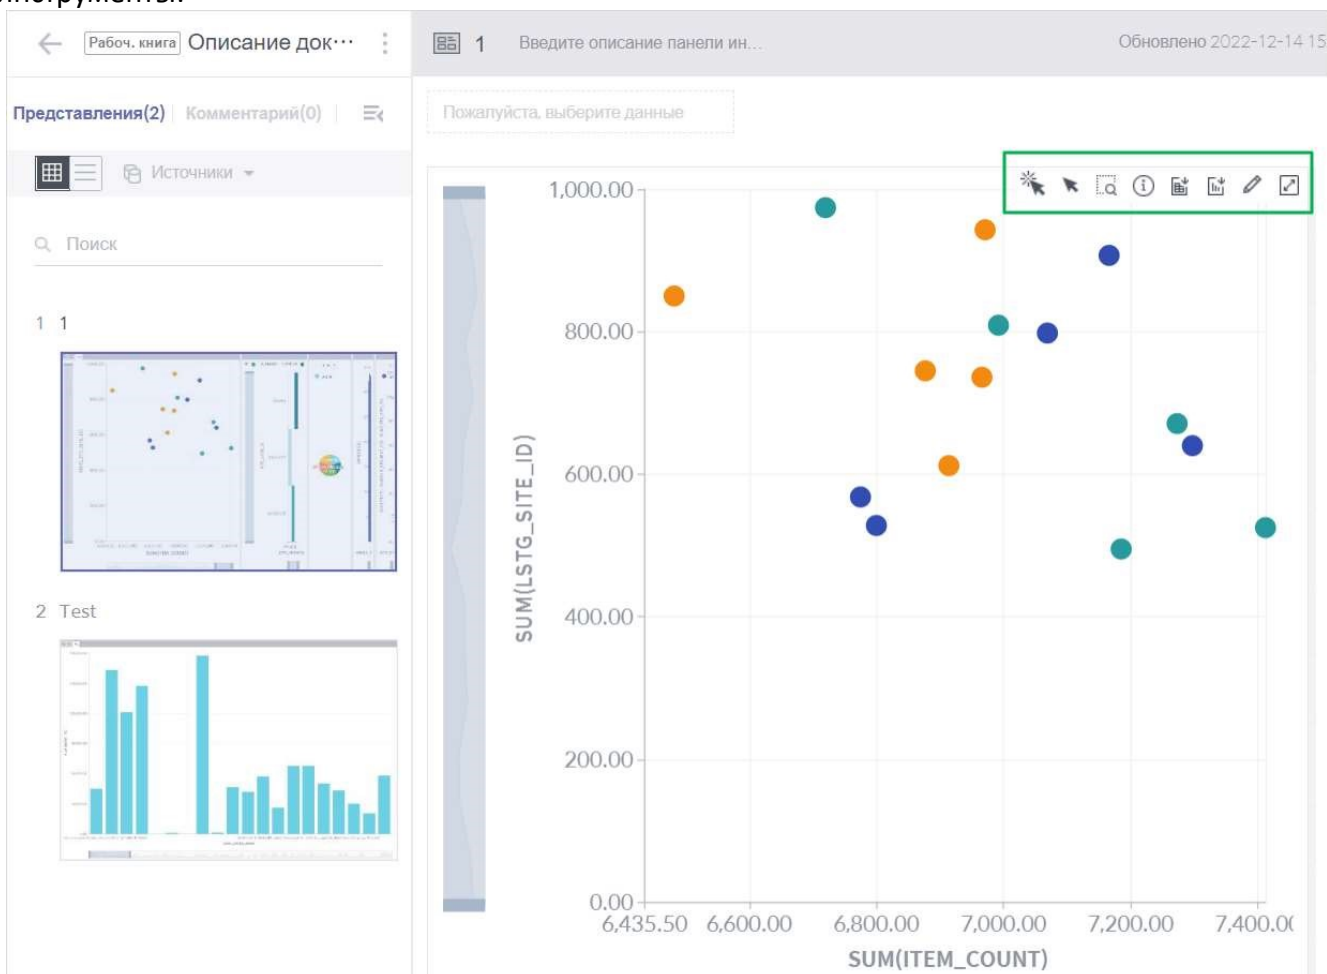 Рабоч. книга Описание док···
1 Введите описание панели ин...
Обновлено 2022-12-14 15
Представления(2) Комментарий(0)
Пожалуйста, выберите данные
Источники
Поиск
1 1
2 Test
1,000.00
800.00
600.00
400.00
200.00
0.00
SUM(LSTG_SITE_ID)
6,435.50 6,600.00 6,800.00 7,000.00 7,200.00 7,400.0(
SUM(ITEM_COUNT)